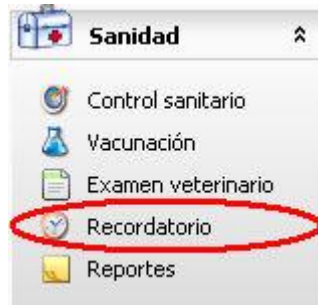 Sanidad
Control sanitario
Vacunación
Examen veterinario
Recordatorio
Reportes